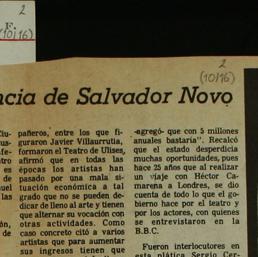 2
F.
(10/16)
2
(10/16)
ncia de Salvador Novo
pañeros, entre los que fi-
guraron Javier Villaurrutia,
formaron el Teatro de Ulises,
afirmó que en todas las
épocas los artistas han
pasado por una mala si-
tuación económica a tal
grado que no se pueden de-
dicar de lleno al arte y tienen
que alternar su vocación con
otras actividades. Como
caso concreto citó a varios
artistas que para aumentar
sus ingresos tienen que
-agregó- que con 5 millones
anuales bastaría". Recalcó
que el estado desperdicia
muchas oportunidades, pues
hace 25 años que al realizar
un viaje con Héctor Ca-
marena a Londres, se dio
cuenta de todo lo que el go-
bierno hace por el teatro y
por los actores, con quienes
se entrevistaron en la
B.B.C.
Fueron interlocutores en
esta plática Sergio Cer-